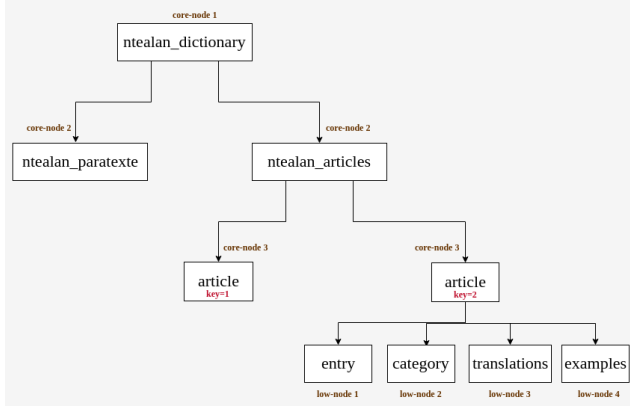 core-node 1
ntealan_dictionary
core-node 2
core-node 2
ntealan_paratexte
ntealan_articles
core-node 3
core-node 3
article
key=1
article
key=2
entry
category
translations
examples
low-node 1
low-node 2
low-node 3
low-node 4